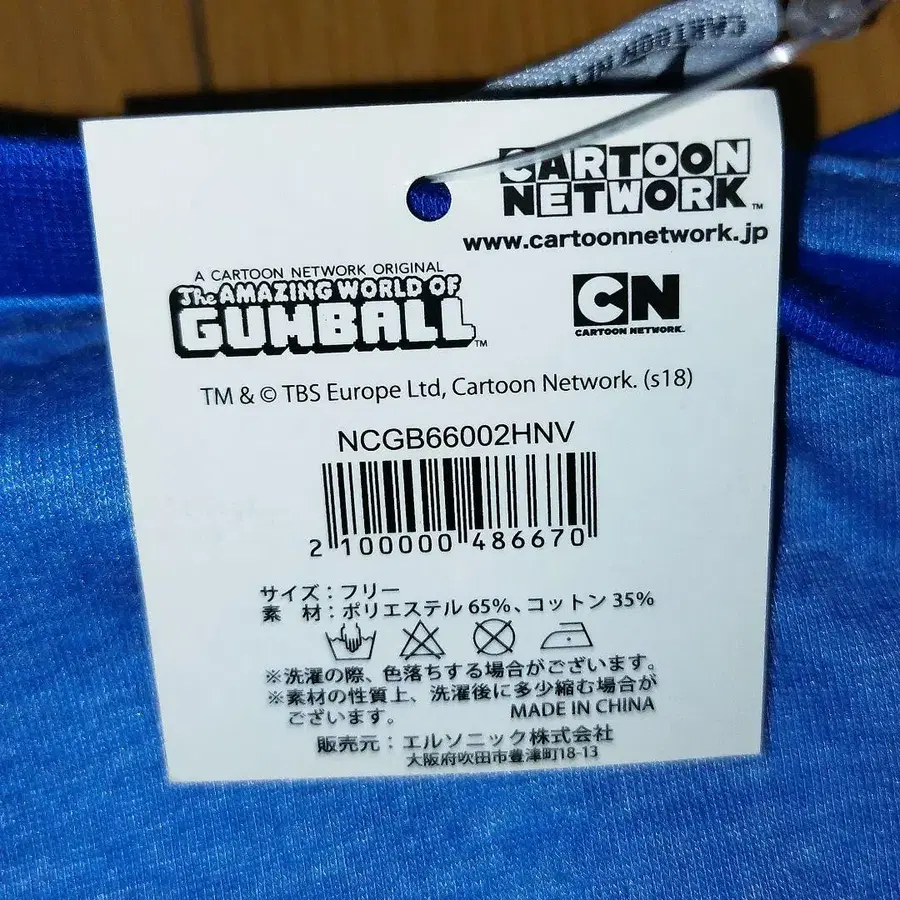 CARTOON NETWORK
CARTOON
NETWORK™
www.cartoonnetwork.jp
A CARTOON NETWORK ORIGINAL
The AMAZING WORLD OF
GUMBALL™
CN
CARTOON NETWORK.
TM & © TBS Europe Ltd, Cartoon Network. (s18)
NCGB66002HNV
2 100000 486670
サイズ：フリー
素　材：ポリエステル 65%、コットン 35%
※洗濯の際、色落ちする場合がございます。
※素材の性質上、洗濯後に多少縮む場合が
ございます。
MADE IN CHINA
販売元：エルソニック株式会社
大阪府吹田市豊津町18-13